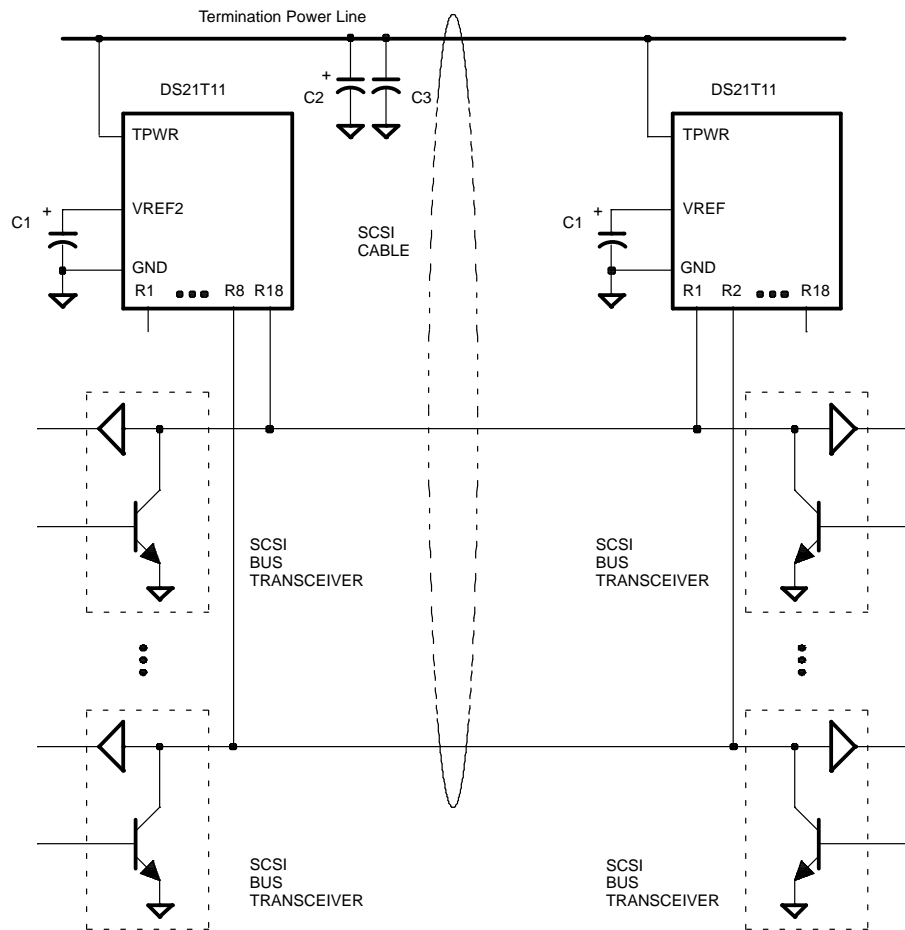 Termination Power Line
+
C2
C3
DS21T11
TPWR
VREF2
+
C1
GND
R1
R8
R18
SCSI
CABLE
DS21T11
TPWR
VREF
+
C1
GND
R1
R2
R18
SCSI
BUS
TRANSCEIVER
SCSI
BUS
TRANSCEIVER
SCSI
BUS
TRANSCEIVER
SCSI
BUS
TRANSCEIVER